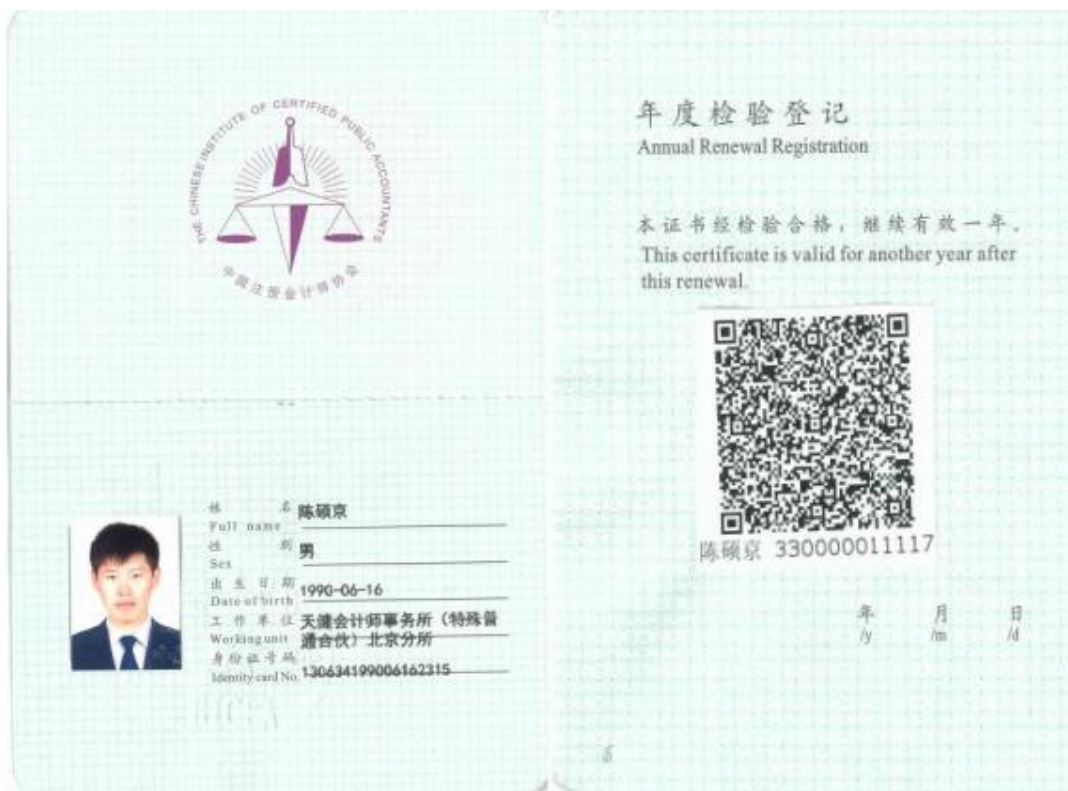 THE CHINESE INSTITUTE OF CERTIFIED PUBLIC ACCOUNTANTS
中国注册会计师协会
姓 名 陈硕京
Full name
性 别 男
Sex
出 生 日 期 1990-06-16
Date of birth
工 作 单 位 天健会计师事务所（特殊普
Working unit 通合伙）北京分所
身份证号码 130634199006162315
Identity card No.
年度检验登记
Annual Renewal Registration
本证书经检验合格，继续有效一年。
This certificate is valid for another year after
this renewal.
陈硕京 330000011117
年 月 日
/y /m /d